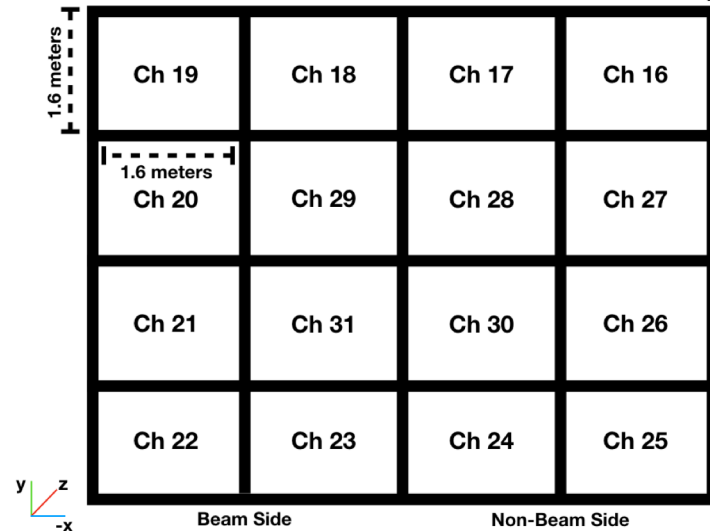 1.6 meters
Ch 19 Ch 18 Ch 17 Ch 16
1.6 meters
Ch 20 Ch 29 Ch 28 Ch 27
Ch 21 Ch 31 Ch 30 Ch 26
Ch 22 Ch 23 Ch 24 Ch 25
y z
-x
Beam Side Non-Beam Side